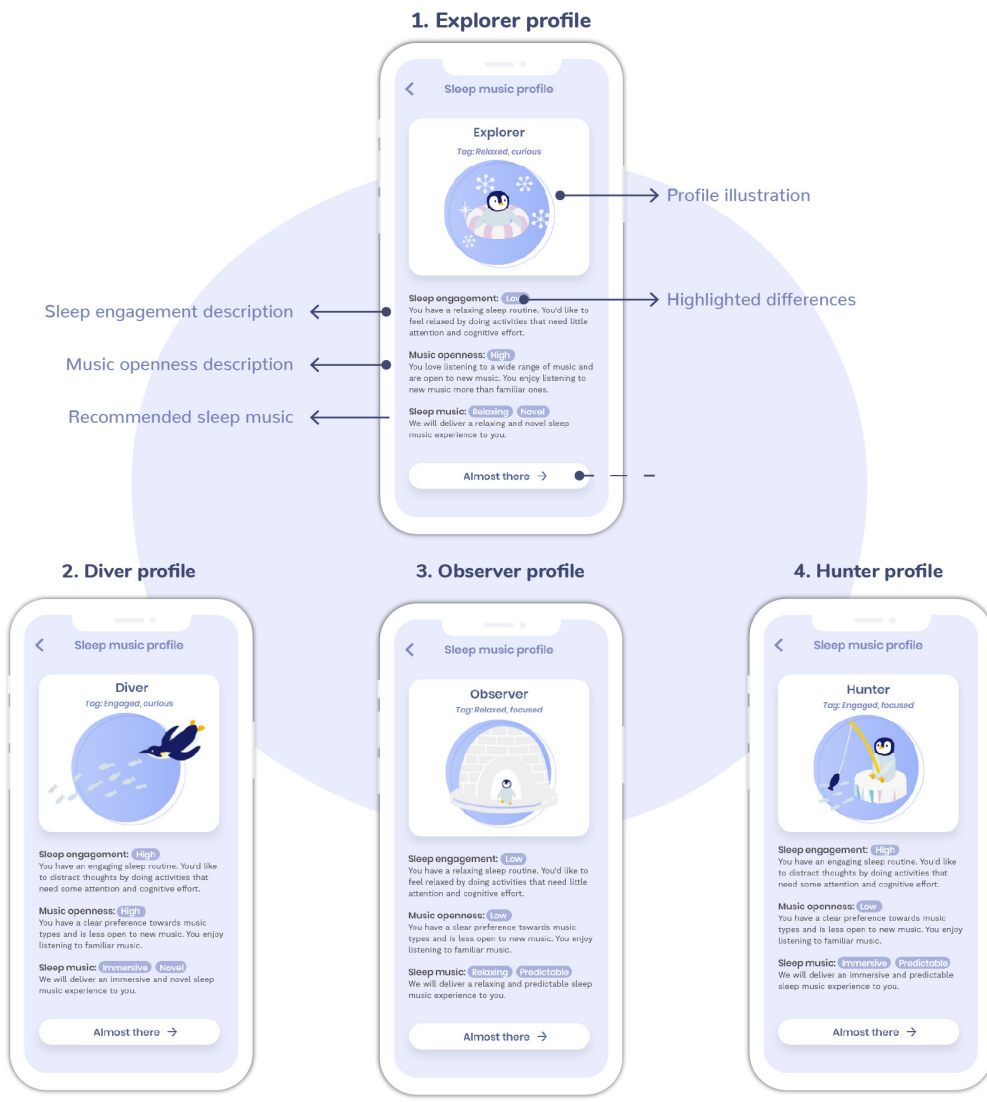 1. Explorer profile
Sleep music profile
Explorer
Tag: Relaxed, curious
Profile illustration
Sleep engagement: Low
You have a relaxing sleep routine. You'd like to
feel relaxed by doing activities that need little
attention and cognitive effort.
Highlighted differences
Sleep engagement description
Music openness: High
You love listening to a wide range of music and
are open to new music. You enjoy listening to
new music more than familiar ones.
Music openness description
Sleep music: Relaxing Novel
We will deliver a relaxing and novel sleep
music experience to you.
Recommended sleep music
Almost there →
2. Diver profile
Sleep music profile
Diver
Tag: Engaged, curious
Sleep engagement: High
You have an engaging sleep routine. You'd like
to distract thoughts by doing activities that
need some attention and cognitive effort.
Music openness: High
You have a clear preference towards music
types and is less open to new music. You enjoy
listening to familiar music.
Sleep music: Immersive Novel
We will deliver an immersive and novel sleep
music experience to you.
Almost there →
3. Observer profile
Sleep music profile
Observer
Tag: Relaxed, focused
Sleep engagement: Low
You have a relaxing sleep routine. You'd like to
feel relaxed by doing activities that need little
attention and cognitive effort.
Music openness: Low
You have a clear preference towards music
types and is less open to new music. You enjoy
listening to familiar music.
Sleep music: Relaxing Predictable
We will deliver a relaxing and predictable sleep
music experience to you.
Almost there →
4. Hunter profile
Sleep music profile
Hunter
Tag: Engaged, focused
Sleep engagement: High
You have an engaging sleep routine. You'd like
to distract thoughts by doing activities that
need some attention and cognitive effort.
Music openness: Low
You have a clear preference towards music
types and is less open to new music. You enjoy
listening to familiar music.
Sleep music: Immersive Predictable
We will deliver an immersive and predictable
sleep music experience to you.
Almost there →